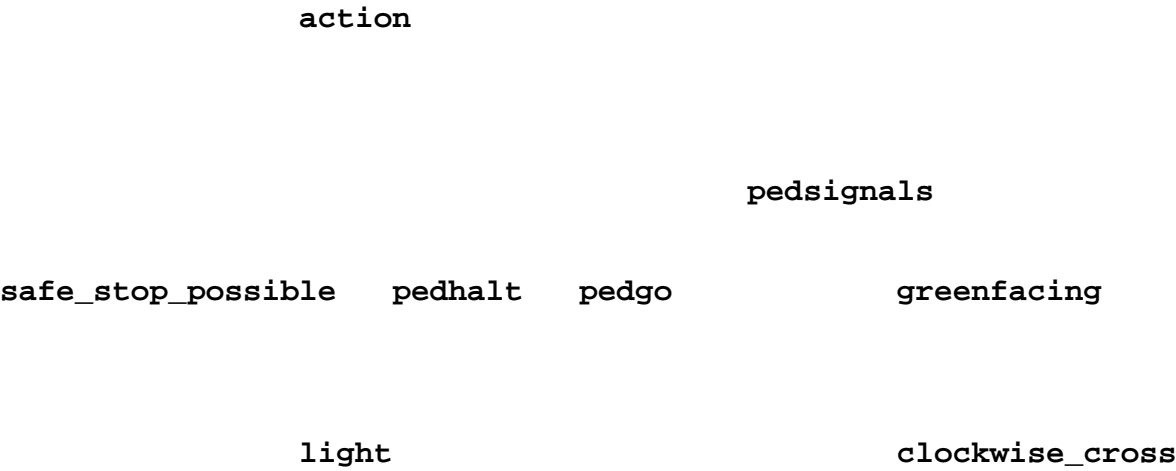 action
pedsignals
safe_stop_possible pedhalt pedgo greenfacing
light clockwise_cross